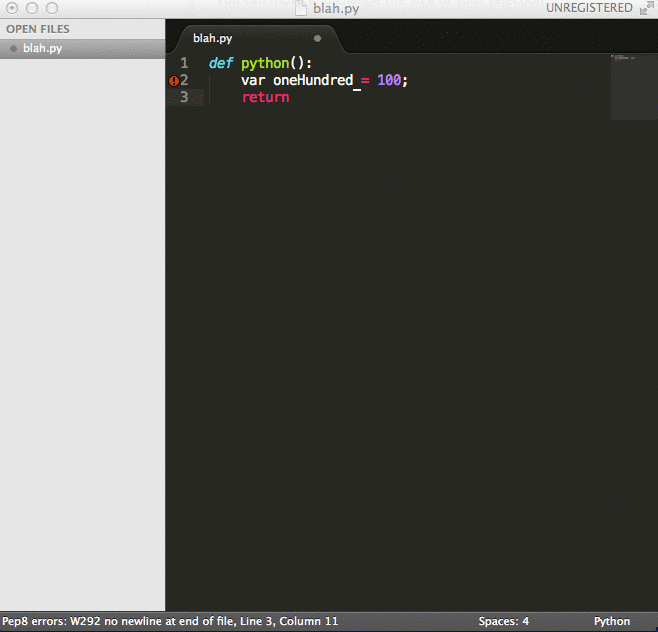 blah.py
UNREGISTERED
OPEN FILES
blah.py
blah.py
1 def python():
2 var oneHundred = 100;
3 return
Pep8 errors: W292 no newline at end of file, Line 3, Column 11
Spaces: 4
Python